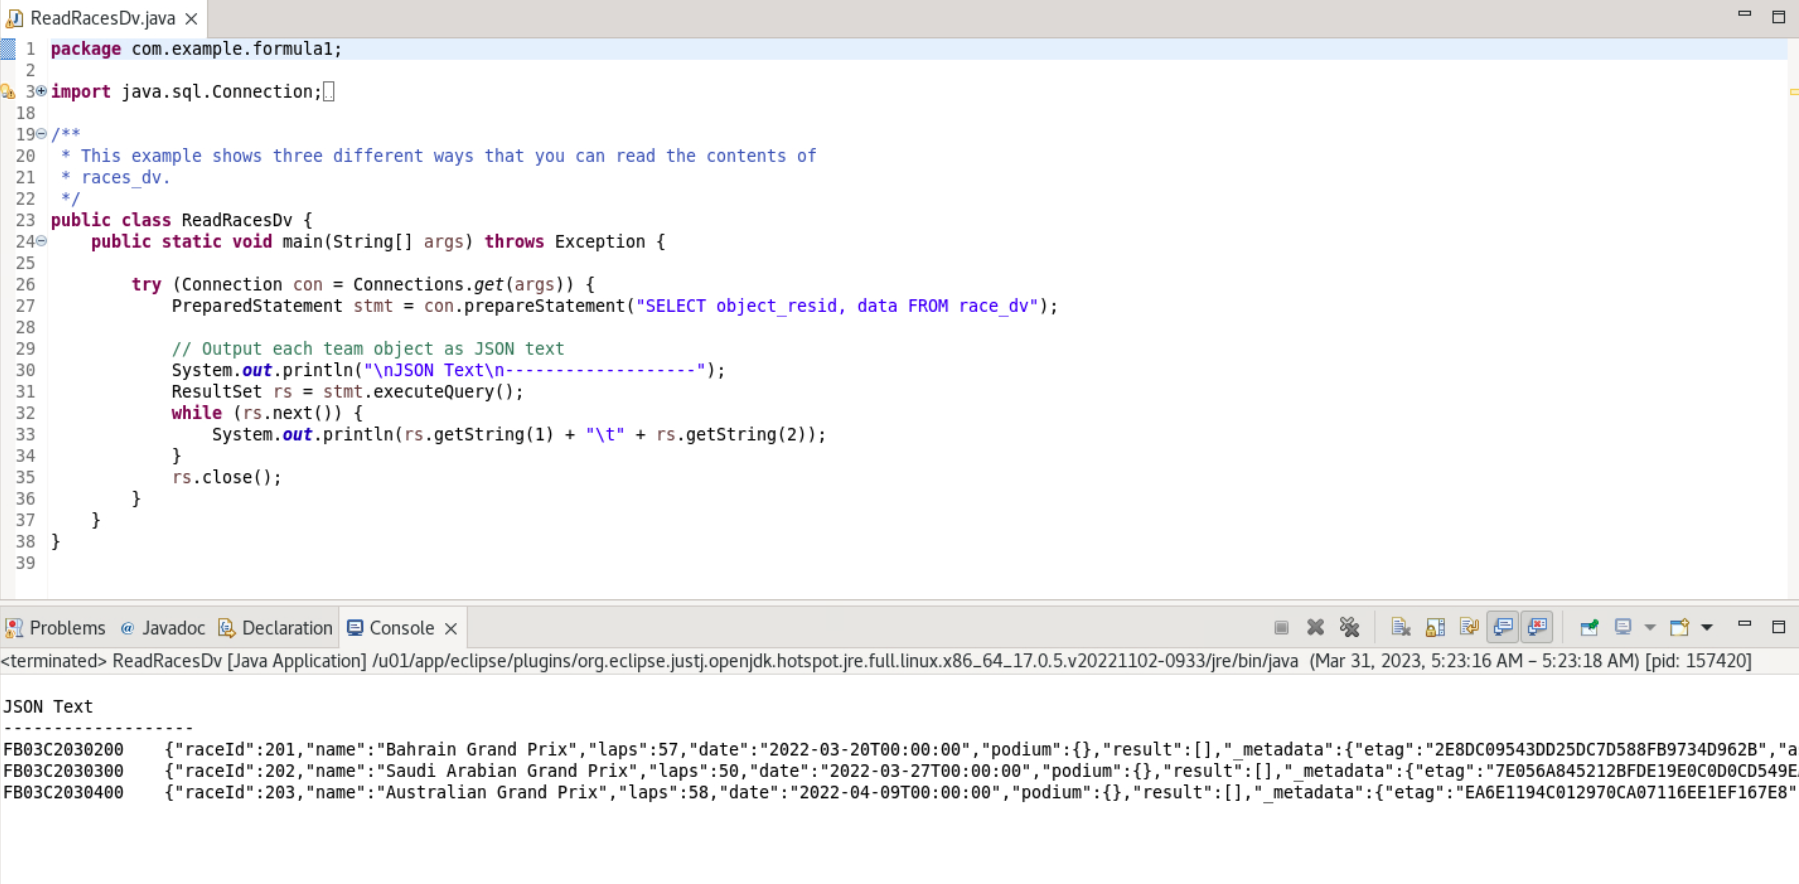 ReadRacesDv.java
1 package com.example.formula1;
2
3 import java.sql.Connection;
18
19 /**
20  * This example shows three different ways that you can read the contents of
21  * races_dv.
22  */
23 public class ReadRacesDv {
24     public static void main(String[] args) throws Exception {
25
26         try (Connection con = Connections.get(args)) {
27             PreparedStatement stmt = con.prepareStatement("SELECT object_resid, data FROM race_dv");
28
29             // Output each team object as JSON text
30             System.out.println("\nJSON Text\n-------------------");
31             ResultSet rs = stmt.executeQuery();
32             while (rs.next()) {
33                 System.out.println(rs.getString(1) + "\t" + rs.getString(2));
34             }
35             rs.close();
36         }
37     }
38 }
39
Problems @ Javadoc Declaration Console
<terminated> ReadRacesDv [Java Application] /u01/app/eclipse/plugins/org.eclipse.justj.openjdk.hotspot.jre.full.linux.x86_64_17.0.5.v20221102-0933/jre/bin/java (Mar 31, 2023, 5:23:16 AM – 5:23:18 AM) [pid: 157420]
JSON Text
-------------------
FB03C2030200    {"raceId":201,"name":"Bahrain Grand Prix","laps":57,"date":"2022-03-20T00:00:00","podium":{},"result":[],"_metadata":{"etag":"2E8DC09543DD25DC7D588FB9734D962B","a
FB03C2030300    {"raceId":202,"name":"Saudi Arabian Grand Prix","laps":50,"date":"2022-03-27T00:00:00","podium":{},"result":[],"_metadata":{"etag":"7E056A845212BFDE19E0C0D0CD549E
FB03C2030400    {"raceId":203,"name":"Australian Grand Prix","laps":58,"date":"2022-04-09T00:00:00","podium":{},"result":[],"_metadata":{"etag":"EA6E1194C012970CA07116EE1EF167E8"